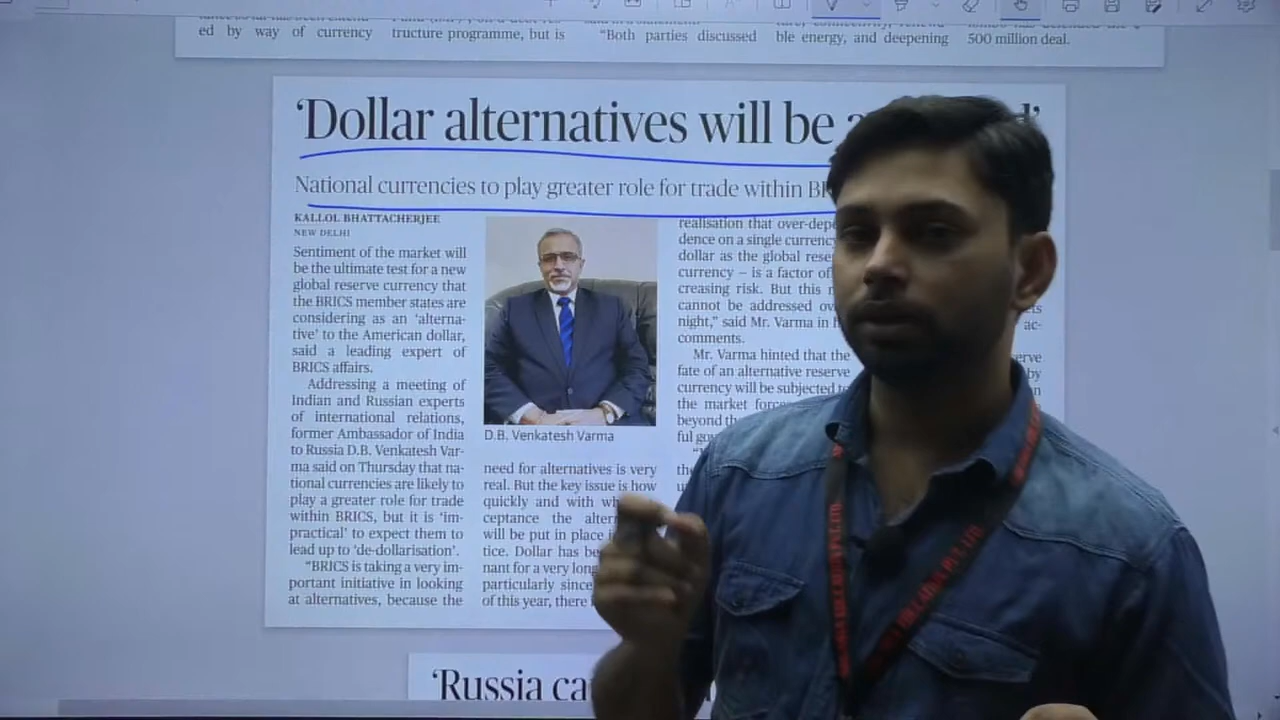 ed by way of currency
tructure programme, but is
"Both parties discussed
ble energy, and deepening
500 million deal.
'Dollar alternatives will be
National currencies to play greater role for trade within
KALLOL BHATTACHERJEE
NEW DELHI
Sentiment of the market will
be the ultimate test for a new
global reserve currency that
the BRICS member states are
considering as an 'alterna-
tive' to the American dollar,
said a leading expert of
BRICS affairs.
Addressing a meeting of
Indian and Russian experts
of international relations,
former Ambassador of India
to Russia D.B. Venkatesh Var-
ma said on Thursday that na-
tional currencies are likely to
play a greater role for trade
within BRICS, but it is 'im-
practical' to expect them to
lead up to 'de-dollarisation'.
"BRICS is taking a very im-
portant initiative in looking
at alternatives, because the
D.B. Venkatesh Varma
need for alternatives is very
real. But the key issue is how
quickly and with
ceptance the
will be put in place
tice. Dollar has
nant for a very long
particularly since
of this year, there
realisation that over-depen
dence on a single currency
dollar as the global
currency – is a factor of
creasing risk. But this
cannot be addressed
night," said Mr. Varma in
comments.
Mr. Varma hinted that the
fate of an alternative reserve
currency will be subjected to
the market
beyond
'Russia